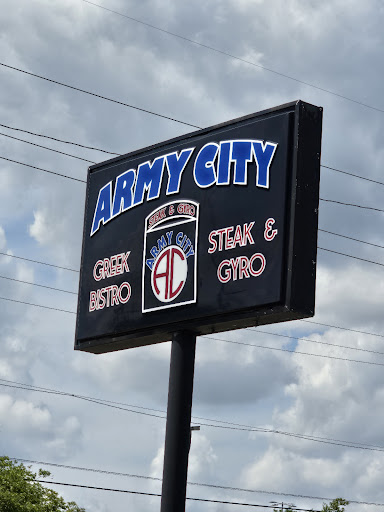 ARMY CITY
GREEK
BISTRO
STEAK & GYRO
ARMY CITY
AC
STEAK &
GYRO